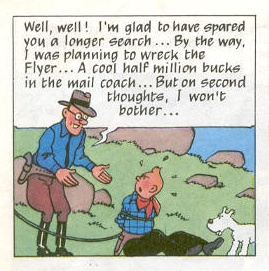 Well, well! I'm glad to have spared
you a longer search... By the way,
I was planning to wreck the
Flyer... A cool half million bucks
in the mail coach... But on second
thoughts, I won't
bother...